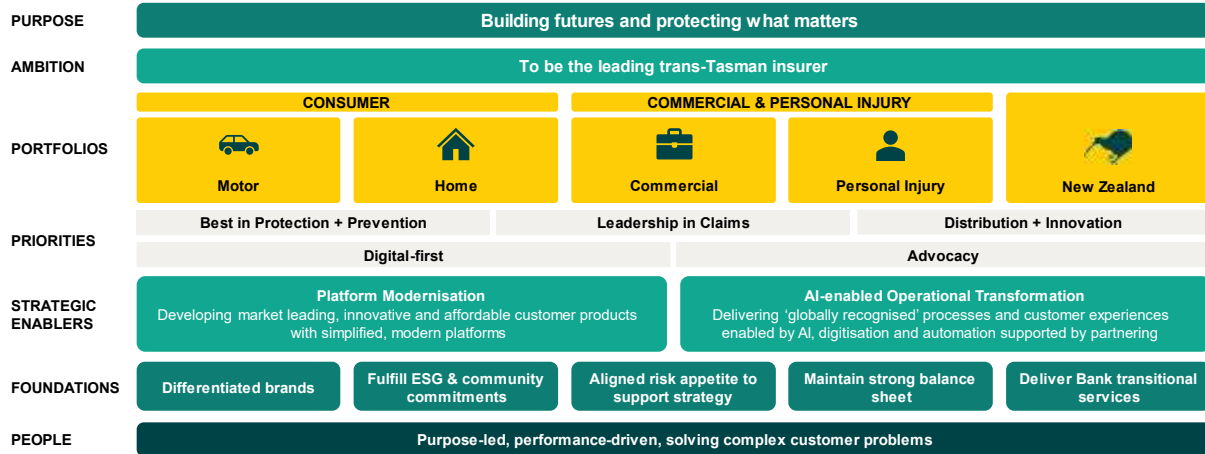 PURPOSE
Building futures and protecting what matters
AMBITION
To be the leading trans-Tasman insurer
CONSUMER
COMMERCIAL & PERSONAL INJURY
PORTFOLIOS
Motor
Home
Commercial
Personal Injury
New Zealand
PRIORITIES
Best in Protection + Prevention
Leadership in Claims
Distribution + Innovation
Digital-first
Advocacy
STRATEGIC
ENABLERS
Platform Modernisation
Developing market leading, innovative and affordable customer products
with simplified, modern platforms
AI-enabled Operational Transformation
Delivering ‘globally recognised’ processes and customer experiences
enabled by AI, digitisation and automation supported by partnering
FOUNDATIONS
Differentiated brands
Fulfill ESG & community
commitments
Aligned risk appetite to
support strategy
Maintain strong balance
sheet
Deliver Bank transitional
services
PEOPLE
Purpose-led, performance-driven, solving complex customer problems